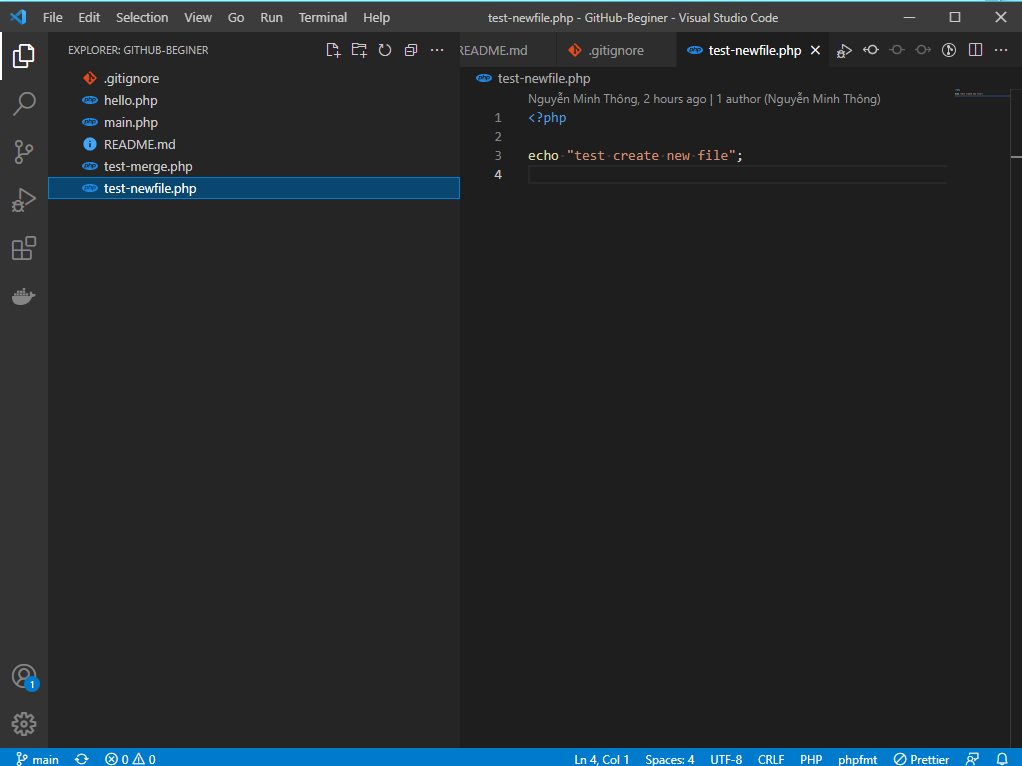 File Edit Selection View Go Run Terminal Help test-newfile.php - GitHub-Beginer - Visual Studio Code
EXPLORER: GITHUB-BEGINER
.gitignore
hello.php
main.php
README.md
test-merge.php
test-newfile.php
README.md .gitignore test-newfile.php
test-newfile.php
Nguyễn Minh Thông, 2 hours ago | 1 author (Nguyễn Minh Thông)
1 <?php
2
3 echo "test create new file";
4
1
main 0 0 Ln 4, Col 1 Spaces: 4 UTF-8 CRLF PHP phpfmt Prettier